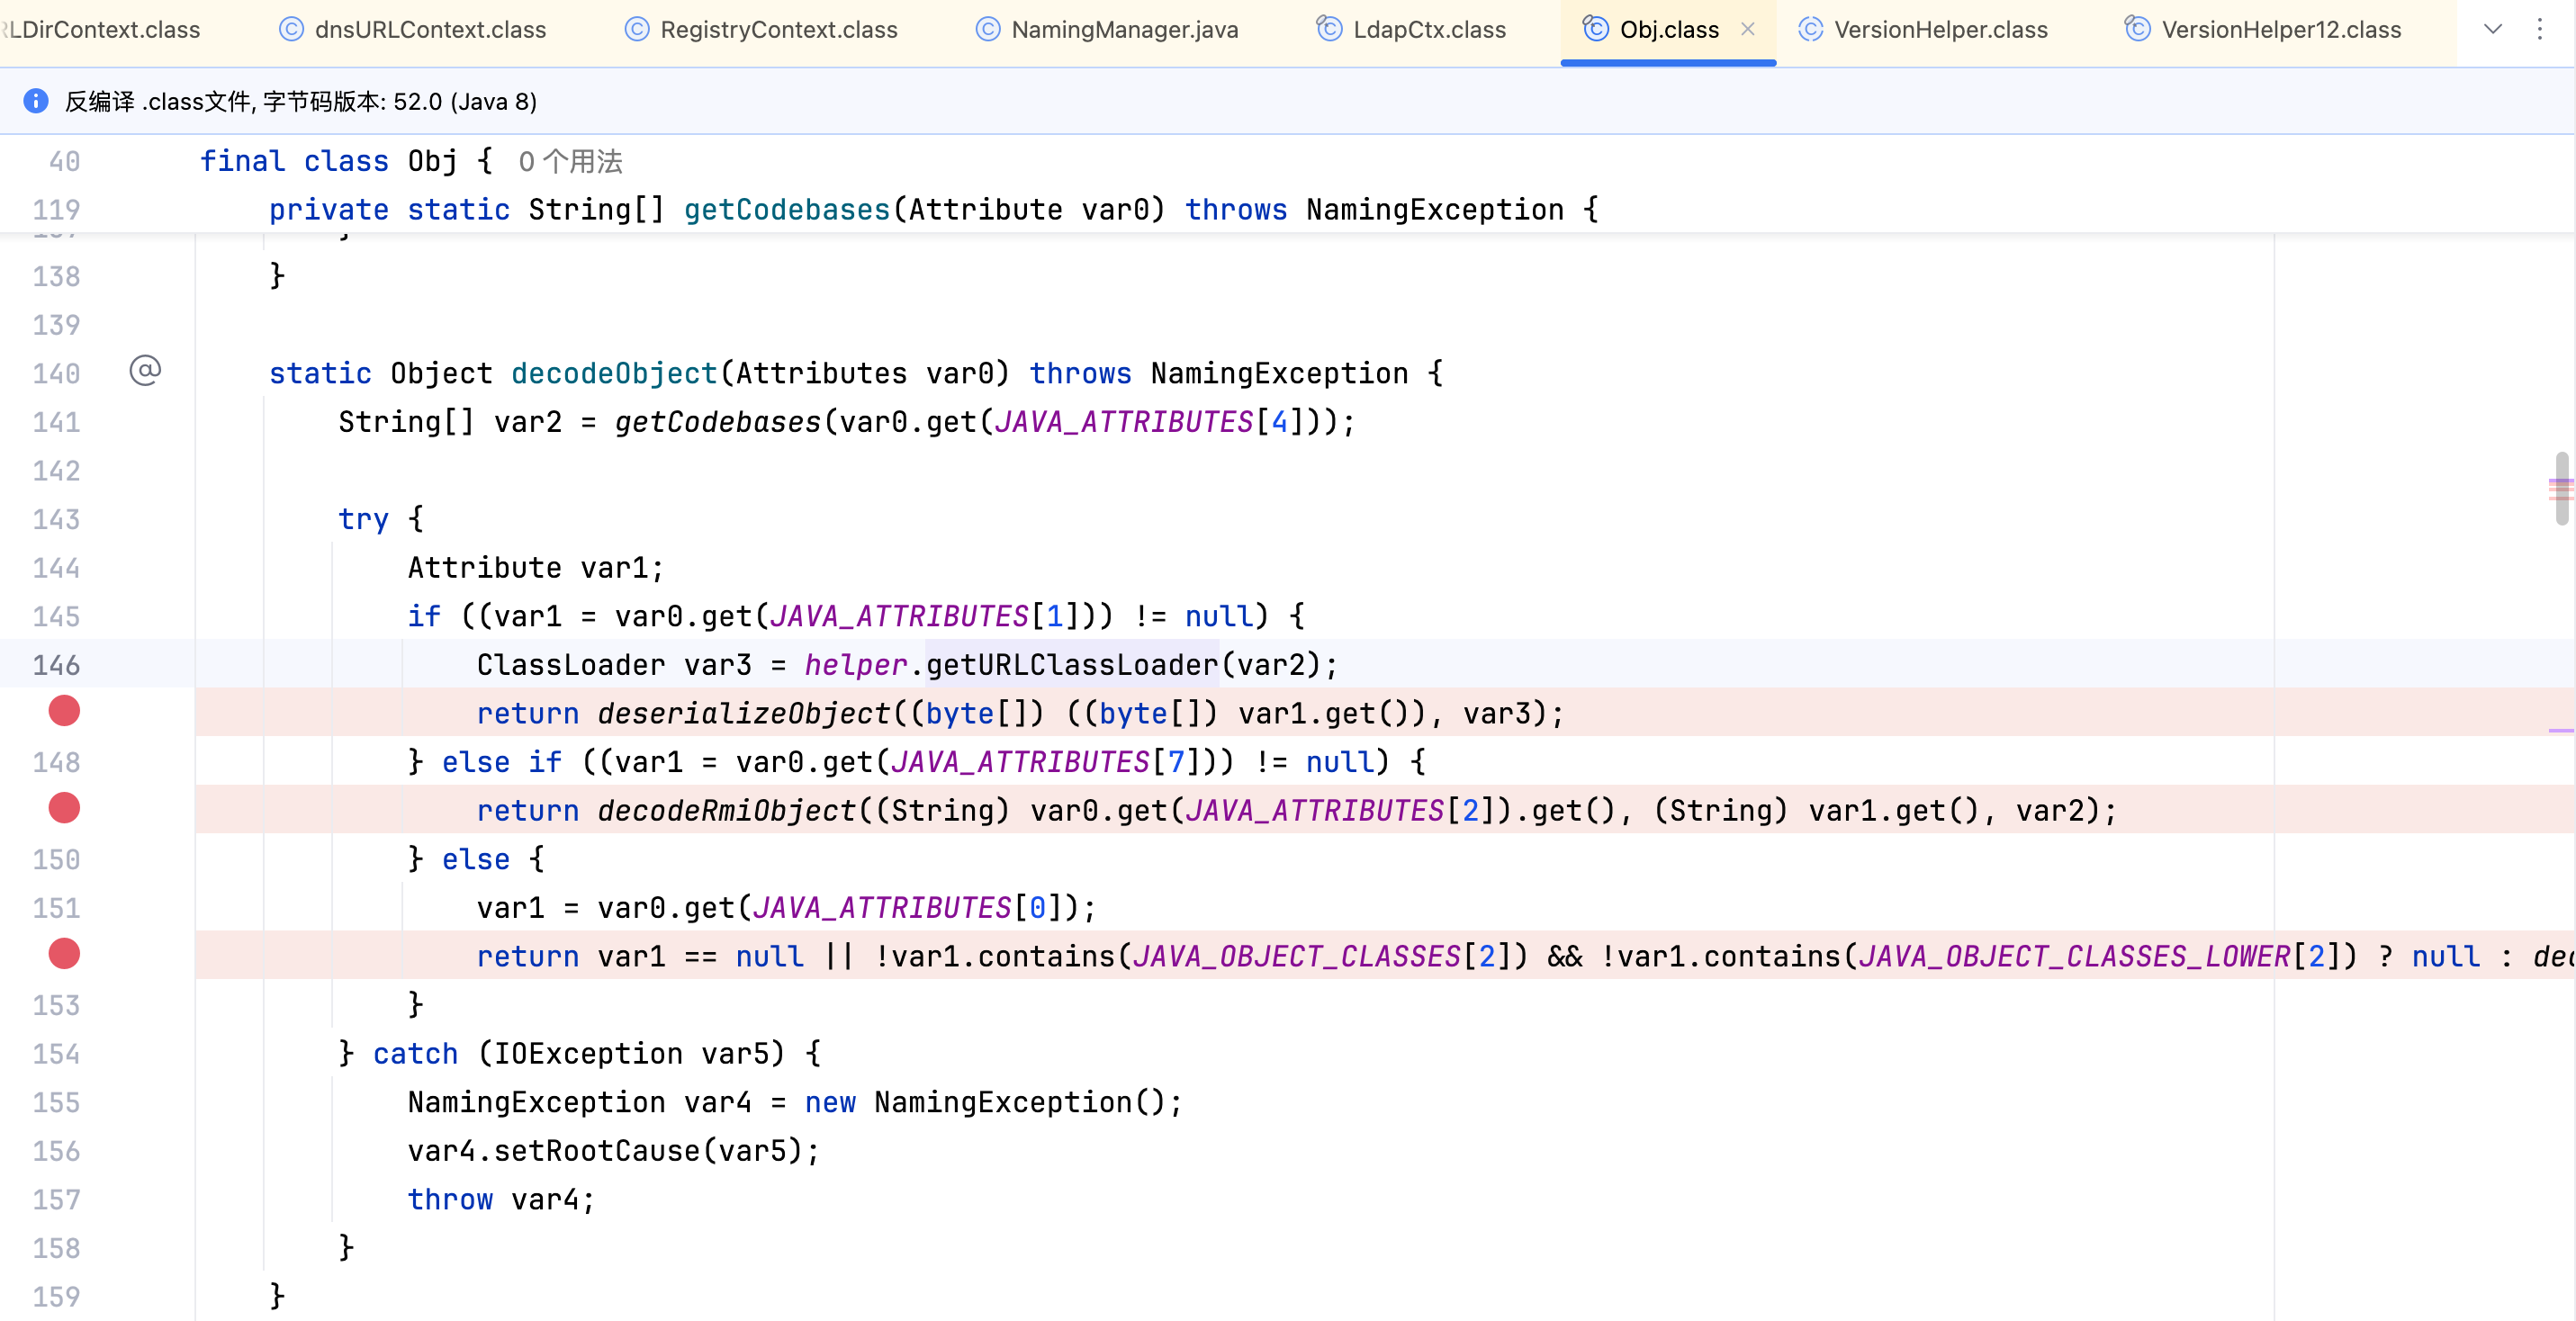 RLDirContext.class dnsURLContext.class RegistryContext.class NamingManager.java LdapCtx.class Obj.class VersionHelper.class VersionHelper12.class
反编译 .class文件, 字节码版本: 52.0 (Java 8)
40 final class Obj { 0 个用法
119 private static String[] getCodebases(Attribute var0) throws NamingException {
137 }
138 }
139
140 @ static Object decodeObject(Attributes var0) throws NamingException {
141 String[] var2 = getCodebases(var0.get(JAVA_ATTRIBUTES[4]));
142
143 try {
144 Attribute var1;
145 if ((var1 = var0.get(JAVA_ATTRIBUTES[1])) != null) {
146 ClassLoader var3 = helper.getURLClassLoader(var2);
return deserializeObject((byte[]) ((byte[]) var1.get()), var3);
148 } else if ((var1 = var0.get(JAVA_ATTRIBUTES[7])) != null) {
return decodeRmiObject((String) var0.get(JAVA_ATTRIBUTES[2]).get(), (String) var1.get(), var2);
150 } else {
151 var1 = var0.get(JAVA_ATTRIBUTES[0]);
return var1 == null || !var1.contains(JAVA_OBJECT_CLASSES[2]) && !var1.contains(JAVA_OBJECT_CLASSES_LOWER[2]) ? null : dec
153 }
154 } catch (IOException var5) {
155 NamingException var4 = new NamingException();
156 var4.setRootCause(var5);
157 throw var4;
158 }
159 }